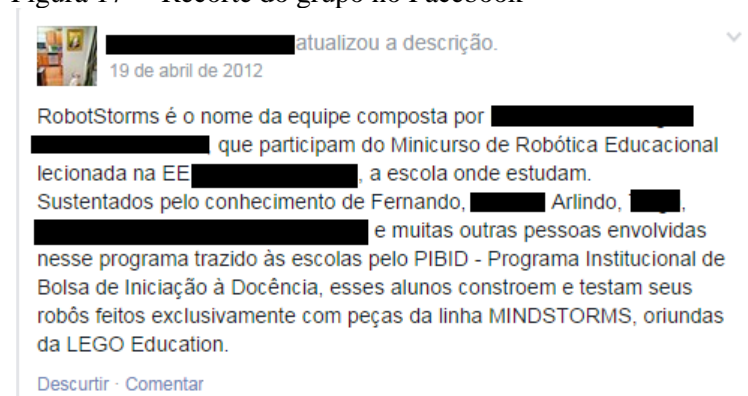 Figura 17 – Recorte do grupo no Facebook
atualizou a descrição.
19 de abril de 2012
RobotStorms é o nome da equipe composta por
, que participam do Minicurso de Robótica Educacional
lecionada na EE , a escola onde estudam.
Sustentados pelo conhecimento de Fernando, Arlindo, ,
e muitas outras pessoas envolvidas
nesse programa trazido às escolas pelo PIBID - Programa Institucional de
Bolsa de Iniciação à Docência, esses alunos constroem e testam seus
robôs feitos exclusivamente com peças da linha MINDSTORMS, oriundas
da LEGO Education.
Descurtir · Comentar